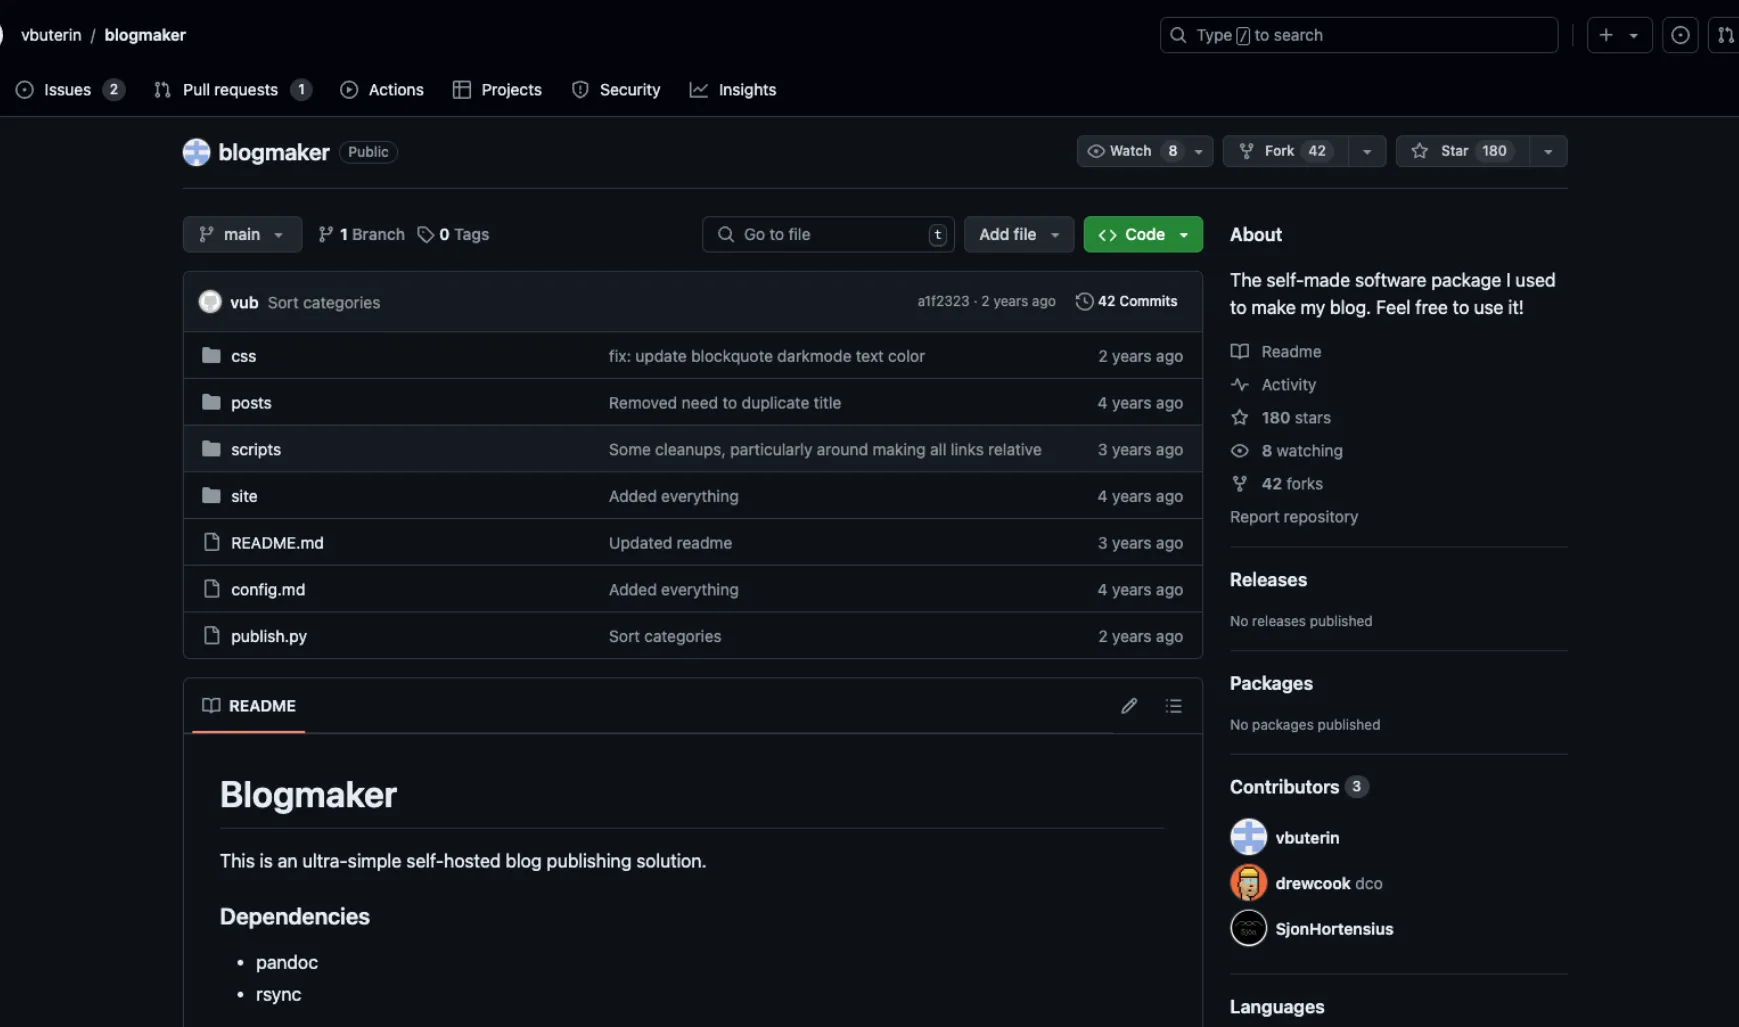 vbuterin / blogmaker
Type / to search
Issues 2 Pull requests 1 Actions Projects Security Insights
blogmaker Public
Watch 8 Fork 42 Star 180
main 1 Branch 0 Tags
Go to file t Add file Code
vub Sort categories a1f2323 · 2 years ago 42 Commits
css fix: update blockquote darkmode text color 2 years ago
posts Removed need to duplicate title 4 years ago
scripts Some cleanups, particularly around making all links relative 3 years ago
site Added everything 4 years ago
README.md Updated readme 3 years ago
config.md Added everything 4 years ago
publish.py Sort categories 2 years ago
README
Blogmaker
This is an ultra-simple self-hosted blog publishing solution.
Dependencies
• pandoc
• rsync
About
The self-made software package I used
to make my blog. Feel free to use it!
Readme
Activity
180 stars
8 watching
42 forks
Report repository
Releases
No releases published
Packages
No packages published
Contributors 3
vbuterin
drewcook dco
SjonHortensius
Languages